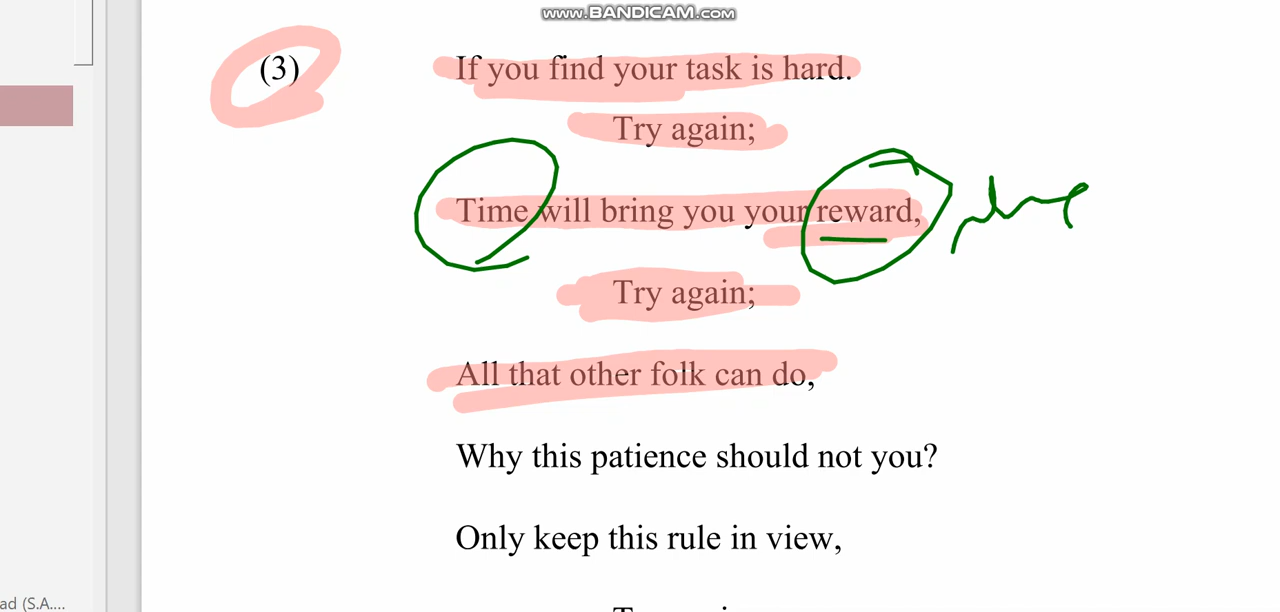 www.BANDICAM.com
(3) If you find your task is hard.
Try again;
Time will bring you your reward,
Try again;
All that other folk can do,
Why this patience should not you?
Only keep this rule in view,
ad (S.A....